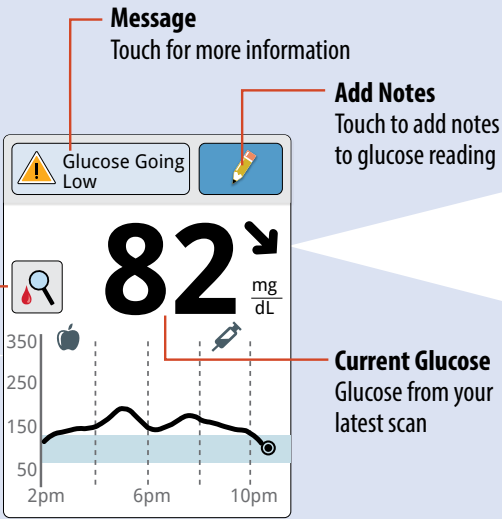 Message
Touch for more information
Add Notes
Touch to add notes
to glucose reading
Glucose Going
Low
82
mg
dL
350
250
150
50
2pm
6pm
10pm
Current Glucose
Glucose from your
latest scan